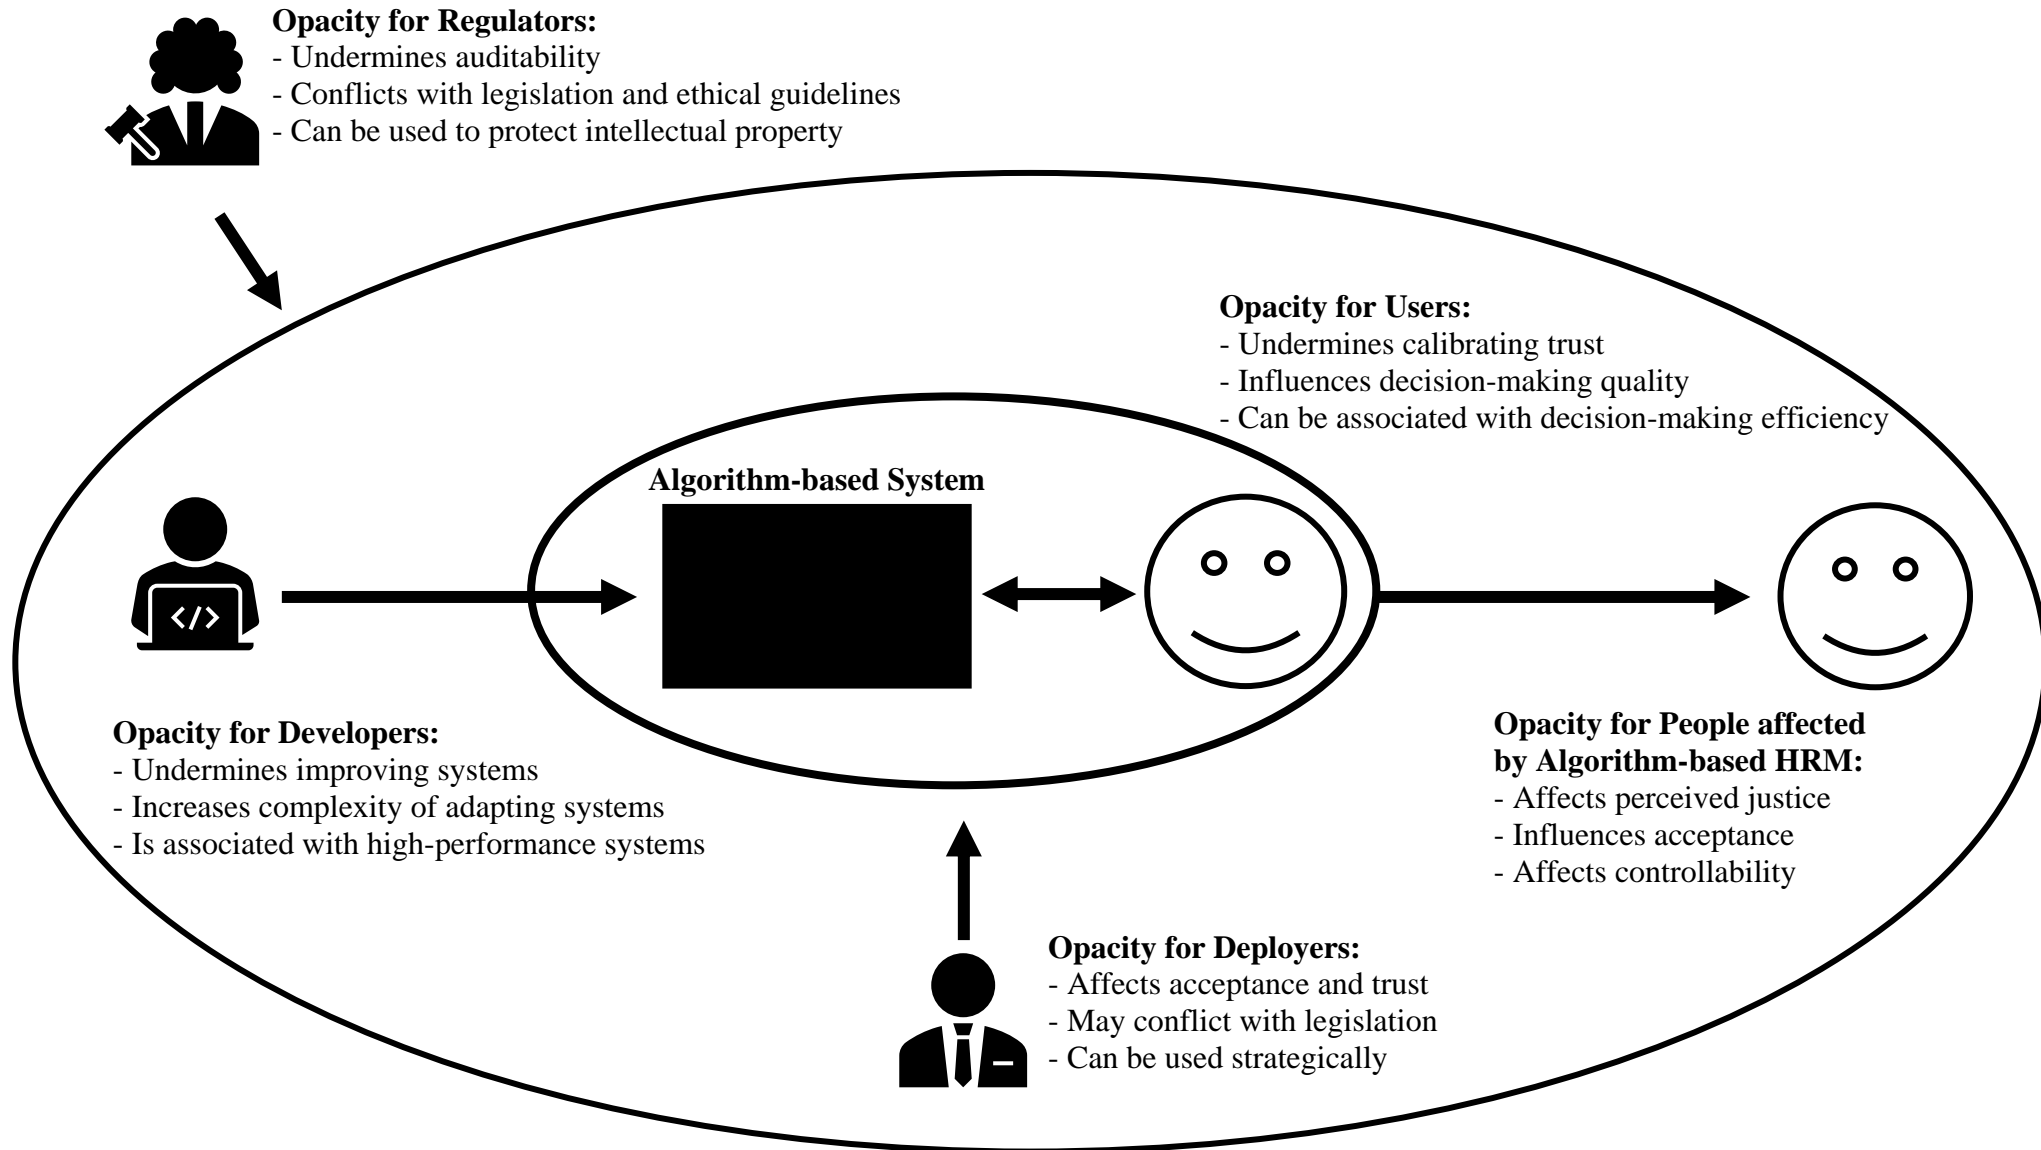 Opacity for Regulators:
- Undermines auditability
- Conflicts with legislation and ethical guidelines
- Can be used to protect intellectual property
Opacity for Users:
- Undermines calibrating trust
- Influences decision-making quality
- Can be associated with decision-making efficiency
Algorithm-based System
</>
Opacity for Developers:
- Undermines improving systems
- Increases complexity of adapting systems
- Is associated with high-performance systems
Opacity for People affected
by Algorithm-based HRM:
- Affects perceived justice
- Influences acceptance
- Affects controllability
Opacity for Deployers:
- Affects acceptance and trust
- May conflict with legislation
- Can be used strategically